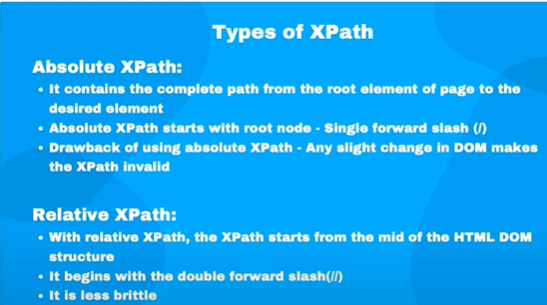 Types of XPath
Absolute XPath:
• It contains the complete path from the root element of page to the
desired element
• Absolute XPath starts with root node - Single forward slash (/)
• Drawback of using absolute XPath - Any slight change in DOM makes
the XPath invalid
Relative XPath:
• With relative XPath, the XPath starts from the mid of the HTML DOM
structure
• It begins with the double forward slash(//)
• It is less brittle